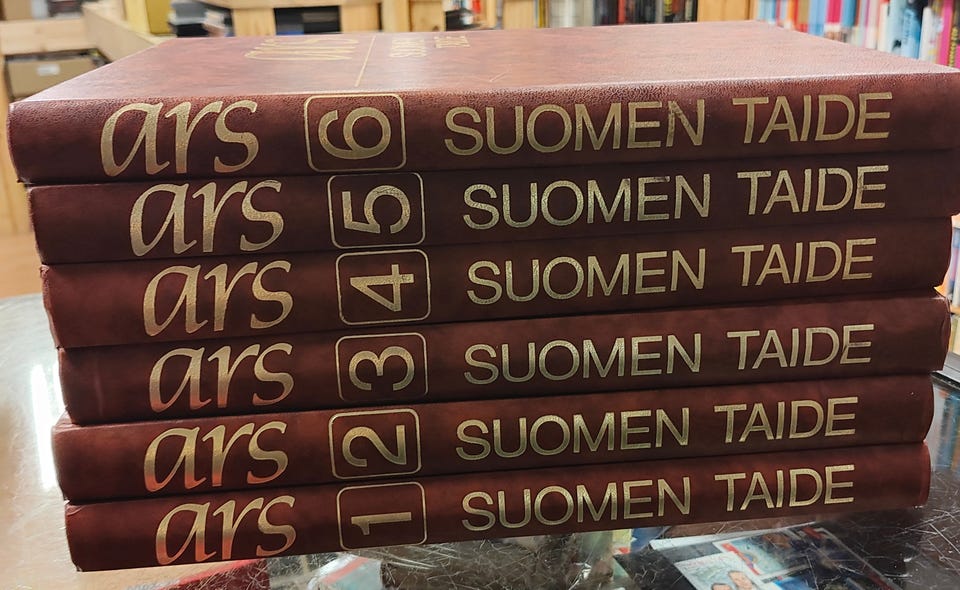 ars 6 SUOMEN TAIDE
ars 5 SUOMEN TAIDE
ars 4 SUOMEN TAIDE
ars 3 SUOMEN TAIDE
ars 2 SUOMEN TAIDE
ars 1 SUOMEN TAIDE